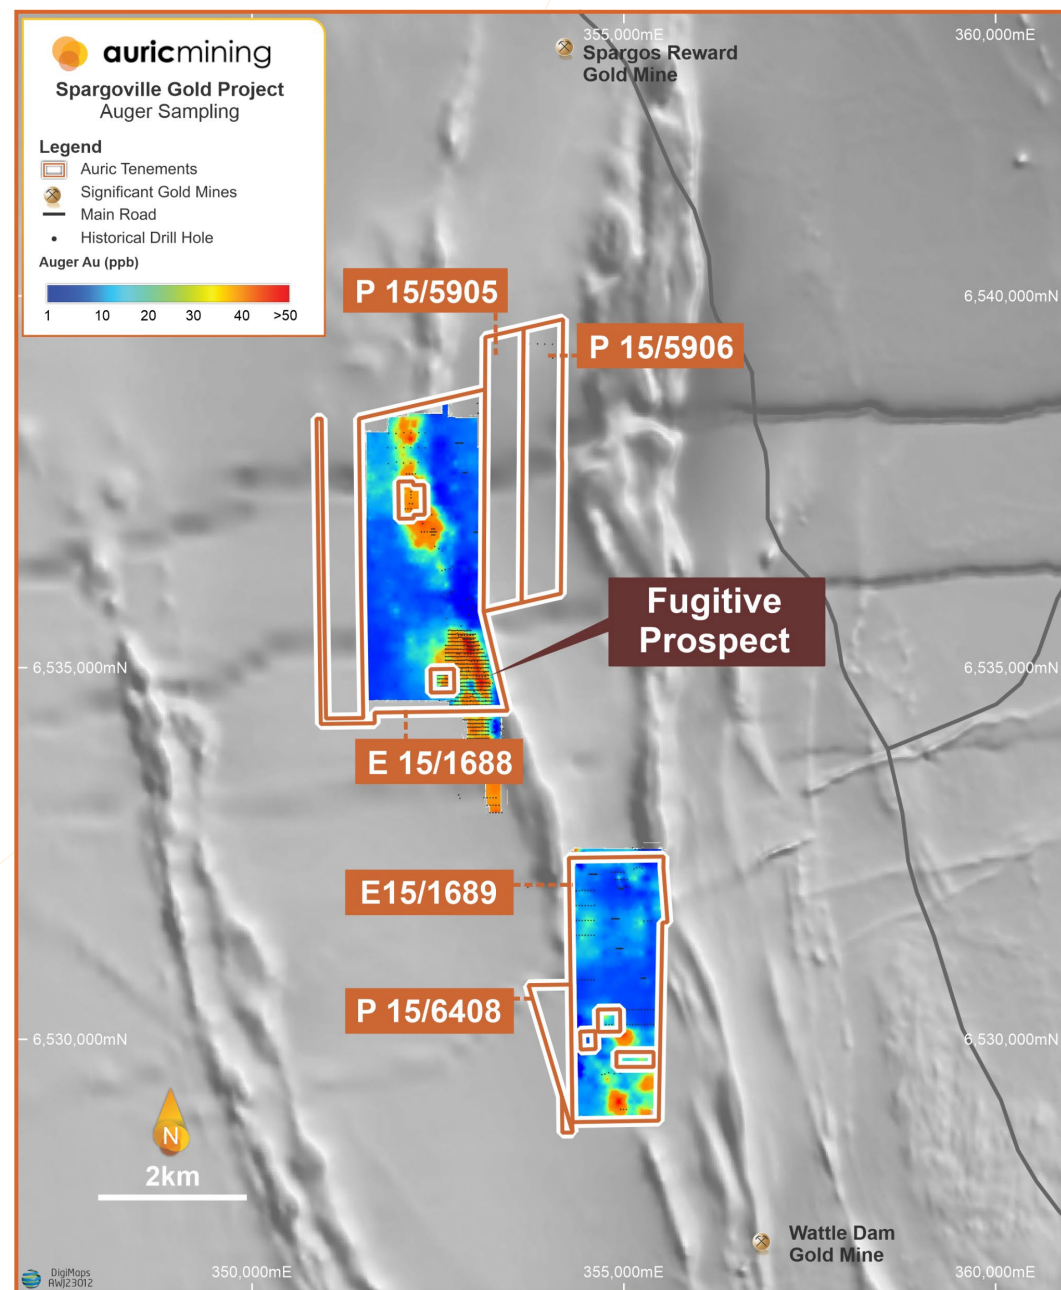 auricmining
Spargoville Gold Project
Auger Sampling
Legend
Auric Tenements
Significant Gold Mines
Main Road
Historical Drill Hole
Auger Au (ppb)
1 10 20 30 40 >50
355,000mE
360,000mE
Spargos Reward
Gold Mine
P 15/5905
6,540,000mN
P 15/5906
Fugitive
Prospect
6,535,000mN
6,535,000mN
E 15/1688
E15/1689
P 15/6408
6,530,000mN
6,530,000mN
N
2km
Wattle Dam
Gold Mine
DigiMaps
AWJ23012
350,000mE
355,000mE
360,000mE